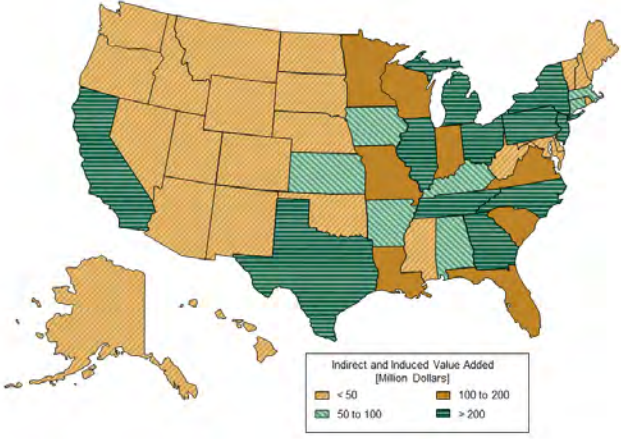 Indirect and Induced Value Added
[Million Dollars]
< 50
100 to 200
50 to 100
> 200